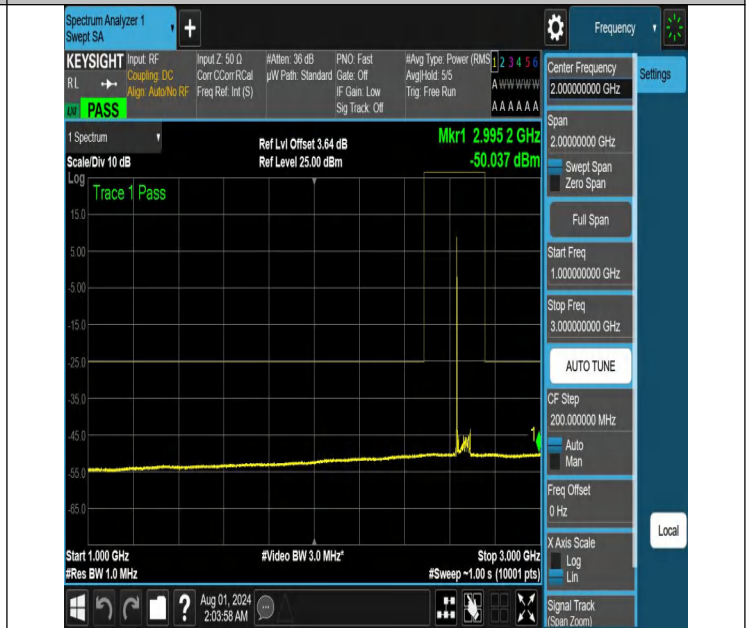 Spectrum Analyzer 1
Swept SA
+
Frequency
KEYSIGHT
RL
PASS
Input: RF
Coupling: DC
Align: Auto/No RF
Input Z: 50 Ω
Corr CCorr RCal
Freq Ref: Int (S)
#Atten: 36 dB
µW Path: Standard
PNO: Fast
Gate: Off
IF Gain: Low
Sig Track: Off
#Avg Type: Power (RMS
Avg|Hold: 5/5
Trig: Free Run
1 2 3 4 5 6
A W W W W W
A A A A A A
Center Frequency
2.000000000 GHz
Settings
1 Spectrum
Scale/Div 10 dB
Ref Lvl Offset 3.64 dB
Ref Level 25.00 dBm
Mkr1 2.995 2 GHz
-50.037 dBm
Span
2.00000000 GHz
Swept Span
Zero Span
Full Span
Start Freq
1.000000000 GHz
Stop Freq
3.000000000 GHz
AUTO TUNE
CF Step
200.000000 MHz
Auto
Man
Freq Offset
0 Hz
X Axis Scale
Log
Lin
Signal Track
(Span Zoom)
Local
Log
Trace 1 Pass
15.0
5.00
-5.00
-15.0
-25.0
-35.0
-45.0
-55.0
-65.0
1
Start 1.000 GHz
#Res BW 1.0 MHz
#Video BW 3.0 MHz*
Stop 3.000 GHz
#Sweep ~1.00 s (10001 pts)
?
Aug 01, 2024
2:03:58 AM